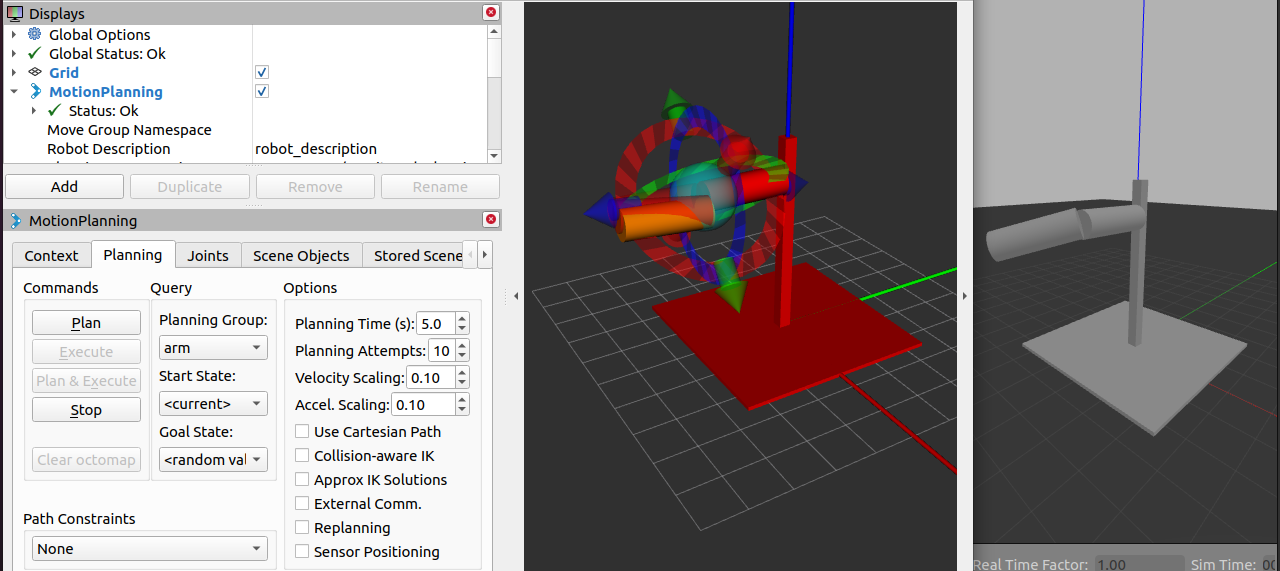 Displays
Global Options
Global Status: Ok
Grid
MotionPlanning
Status: Ok
Move Group Namespace
Robot Description robot_description
Add Duplicate Remove Rename
MotionPlanning
Context Planning Joints Scene Objects Stored Scene
Commands Query Options
Plan
Execute
Plan & Execute
Stop
Clear octomap
Planning Group:
arm
Start State:
<current>
Goal State:
<random val
Planning Time (s): 5.0
Planning Attempts: 10
Velocity Scaling: 0.10
Accel. Scaling: 0.10
Use Cartesian Path
Collision-aware IK
Approx IK Solutions
External Comm.
Replanning
Sensor Positioning
Path Constraints
None
Real Time Factor: 1.00 Sim Time: 00